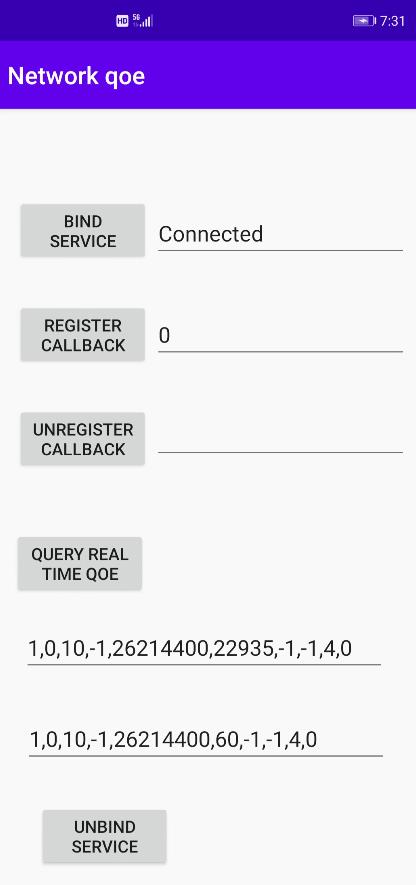 HD 5G 7:31
Network qoe
BIND
SERVICE
Connected
REGISTER
CALLBACK
0
UNREGISTER
CALLBACK
QUERY REAL
TIME QOE
1,0,10,-1,26214400,22935,-1,-1,4,0
1,0,10,-1,26214400,60,-1,-1,4,0
UNBIND
SERVICE